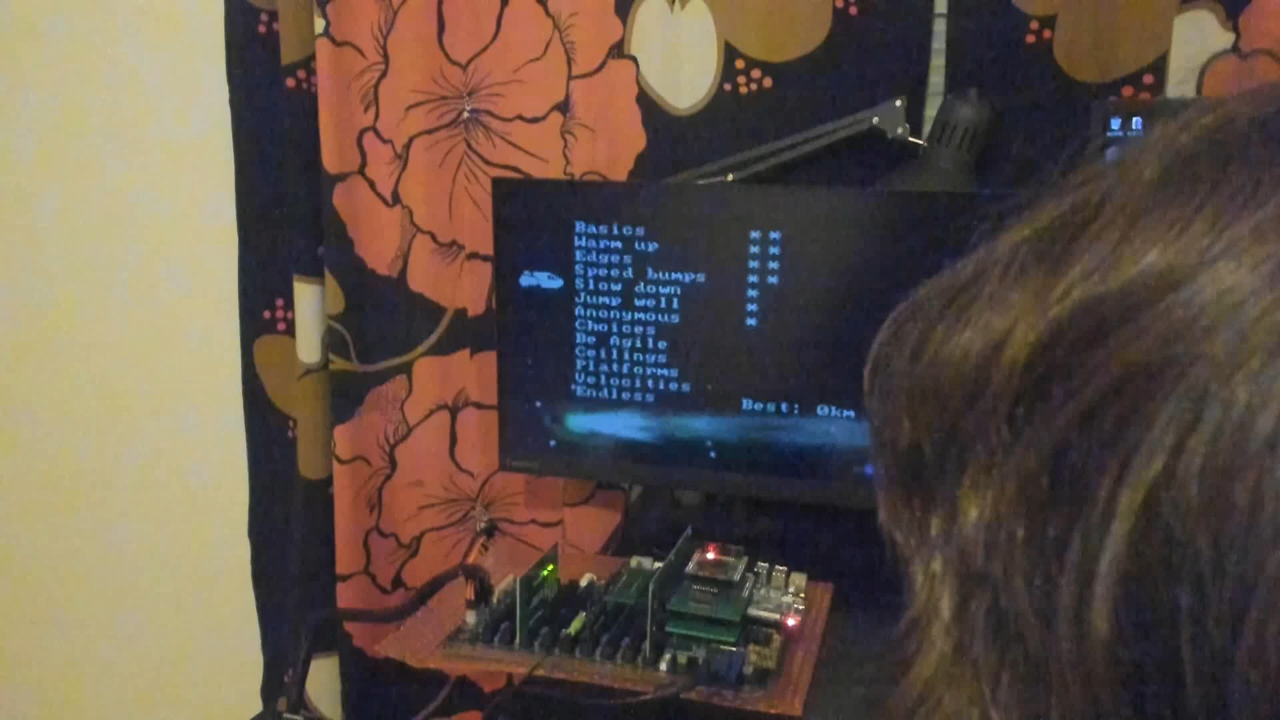 Basics * *
Warm up * *
Edges * *
Speed bumps * *
Slow down *
Jump well *
Anonymous *
Choices
Be Agile
Ceilings
Platforms
Velocities
Endless Best: 0km